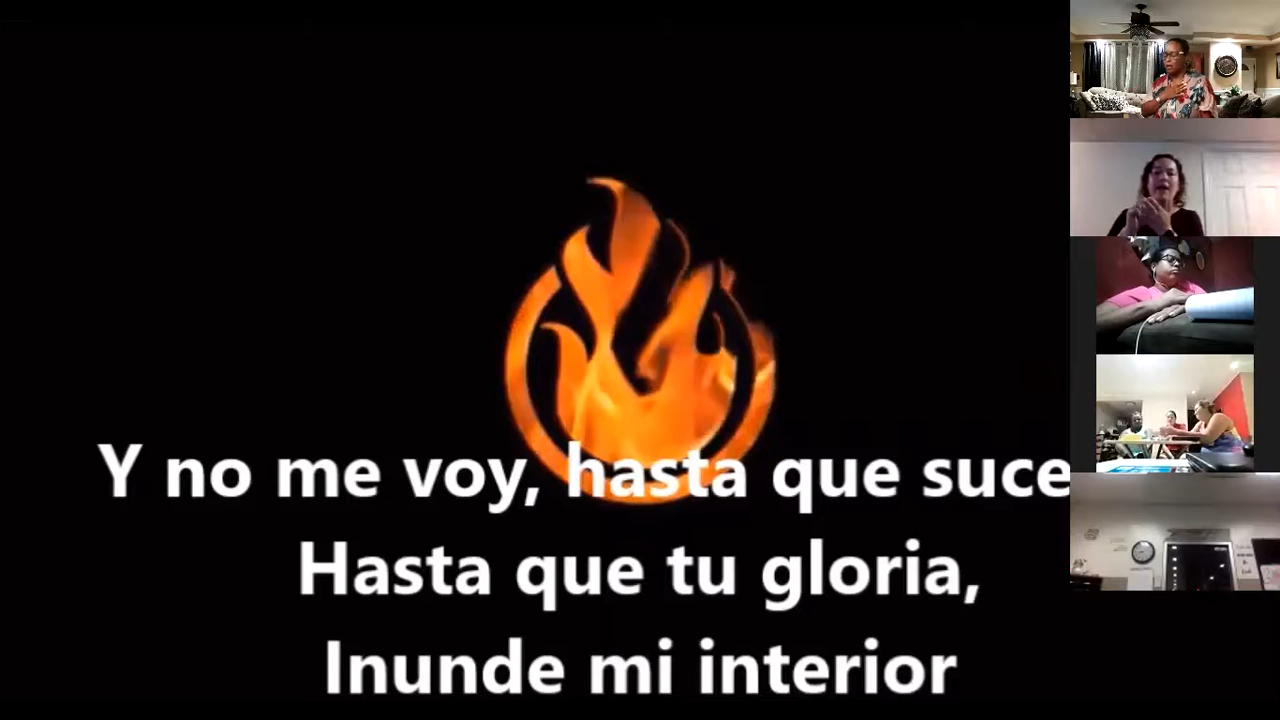 Y no me voy, hasta que suce
Hasta que tu gloria,
Inunde mi interior